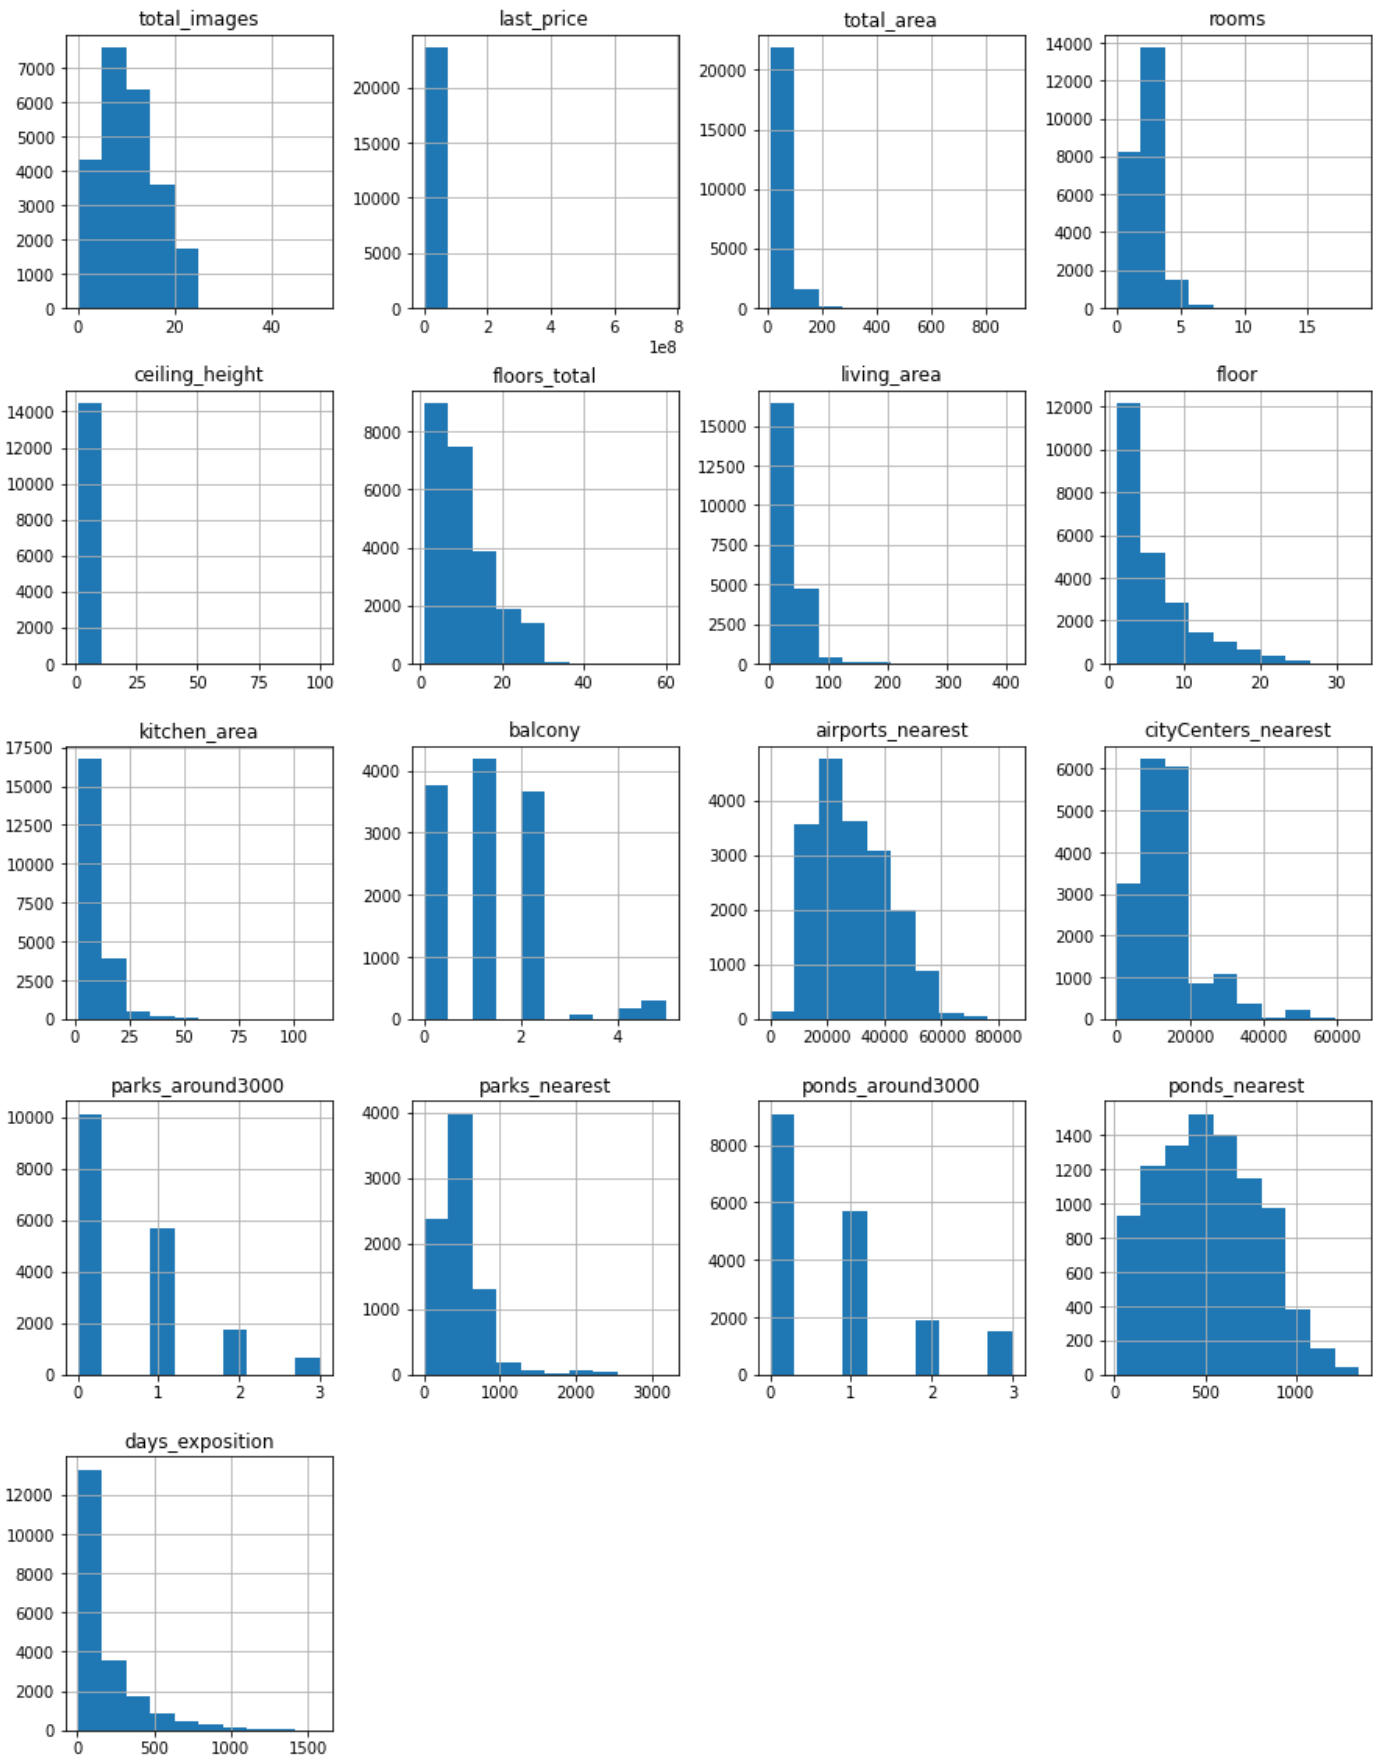 total_images last_price total_area rooms
7000 6000 5000 4000 3000 2000 1000 0
0 20 40
20000 15000 10000 5000 0
0 2 4 6 8
1e8
20000 15000 10000 5000 0
0 200 400 600 800
14000 12000 10000 8000 6000 4000 2000 0
0 5 10 15
ceiling_height floors_total living_area floor
14000 12000 10000 8000 6000 4000 2000 0
0 25 50 75 100
8000 6000 4000 2000 0
0 20 40 60
15000 12500 10000 7500 5000 2500 0
0 100 200 300 400
12000 10000 8000 6000 4000 2000 0
0 10 20 30
kitchen_area balcony airports_nearest cityCenters_nearest
17500 15000 12500 10000 7500 5000 2500 0
0 25 50 75 100
4000 3000 2000 1000 0
0 2 4
4000 3000 2000 1000 0
0 20000 40000 60000 80000
6000 5000 4000 3000 2000 1000 0
0 20000 40000 60000
parks_around3000 parks_nearest ponds_around3000 ponds_nearest
10000 8000 6000 4000 2000 0
0 1 2 3
4000 3000 2000 1000 0
0 1000 2000 3000
8000 6000 4000 2000 0
0 1 2 3
1400 1200 1000 800 600 400 200 0
0 500 1000
days_exposition
12000 10000 8000 6000 4000 2000 0
0 500 1000 1500